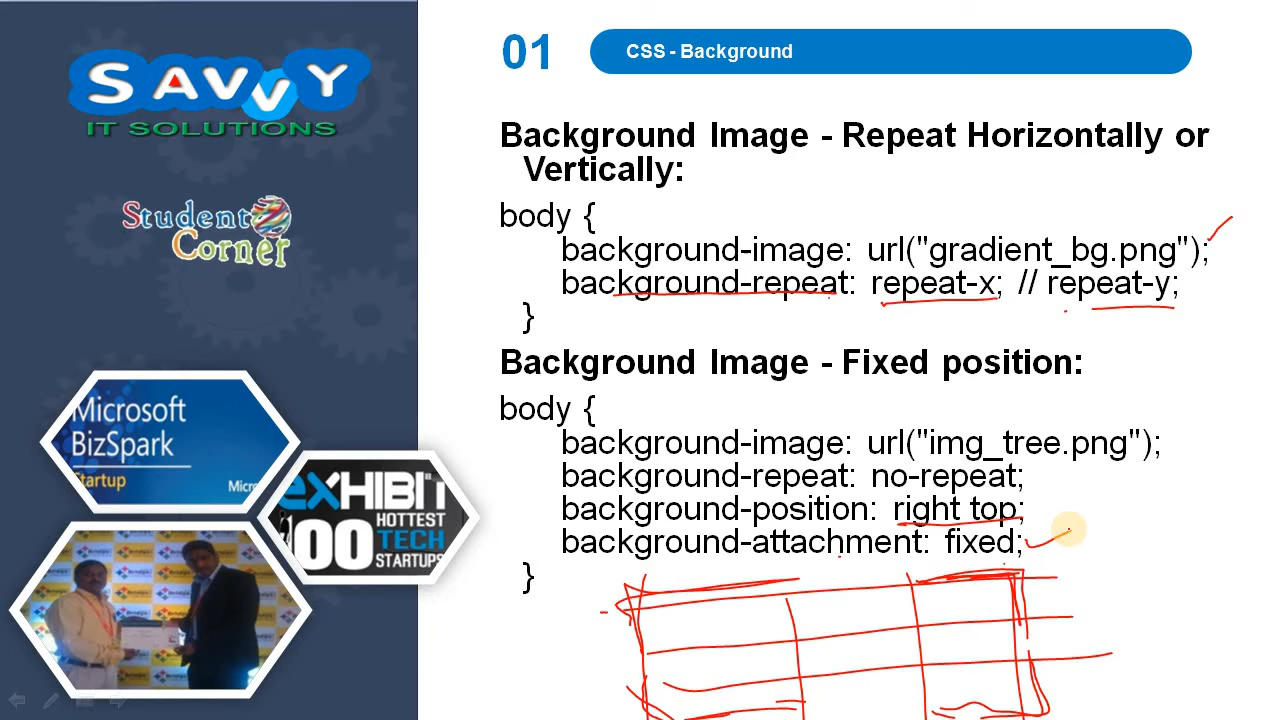 SAVVY
IT SOLUTIONS
Student
Corner
Microsoft
BizSpark
Startup
Micros
eXHIBIT
100 HOTTEST
TECH
STARTUPS
01
CSS - Background
Background Image - Repeat Horizontally or
Vertically:
body {
background-image: url("gradient_bg.png");
background-repeat: repeat-x; // repeat-y;
}
Background Image - Fixed position:
body {
background-image: url("img_tree.png");
background-repeat: no-repeat;
background-position: right top;
background-attachment: fixed;
}